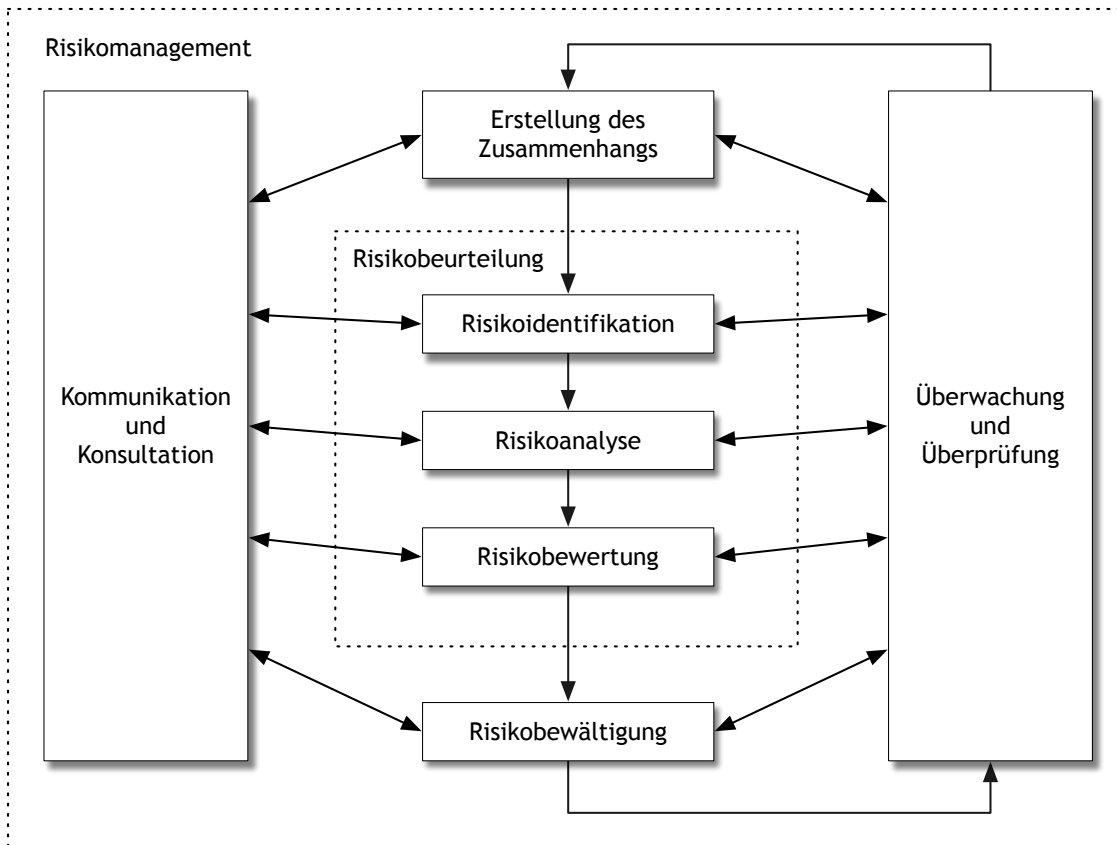 Risikomanagement
Erstellung des
Zusammenhangs
Risikobeurteilung
Risikoidentifikation
Kommunikation
und
Konsultation
Risikoanalyse
Überwachung
und
Überprüfung
Risikobewertung
Risikobewältigung